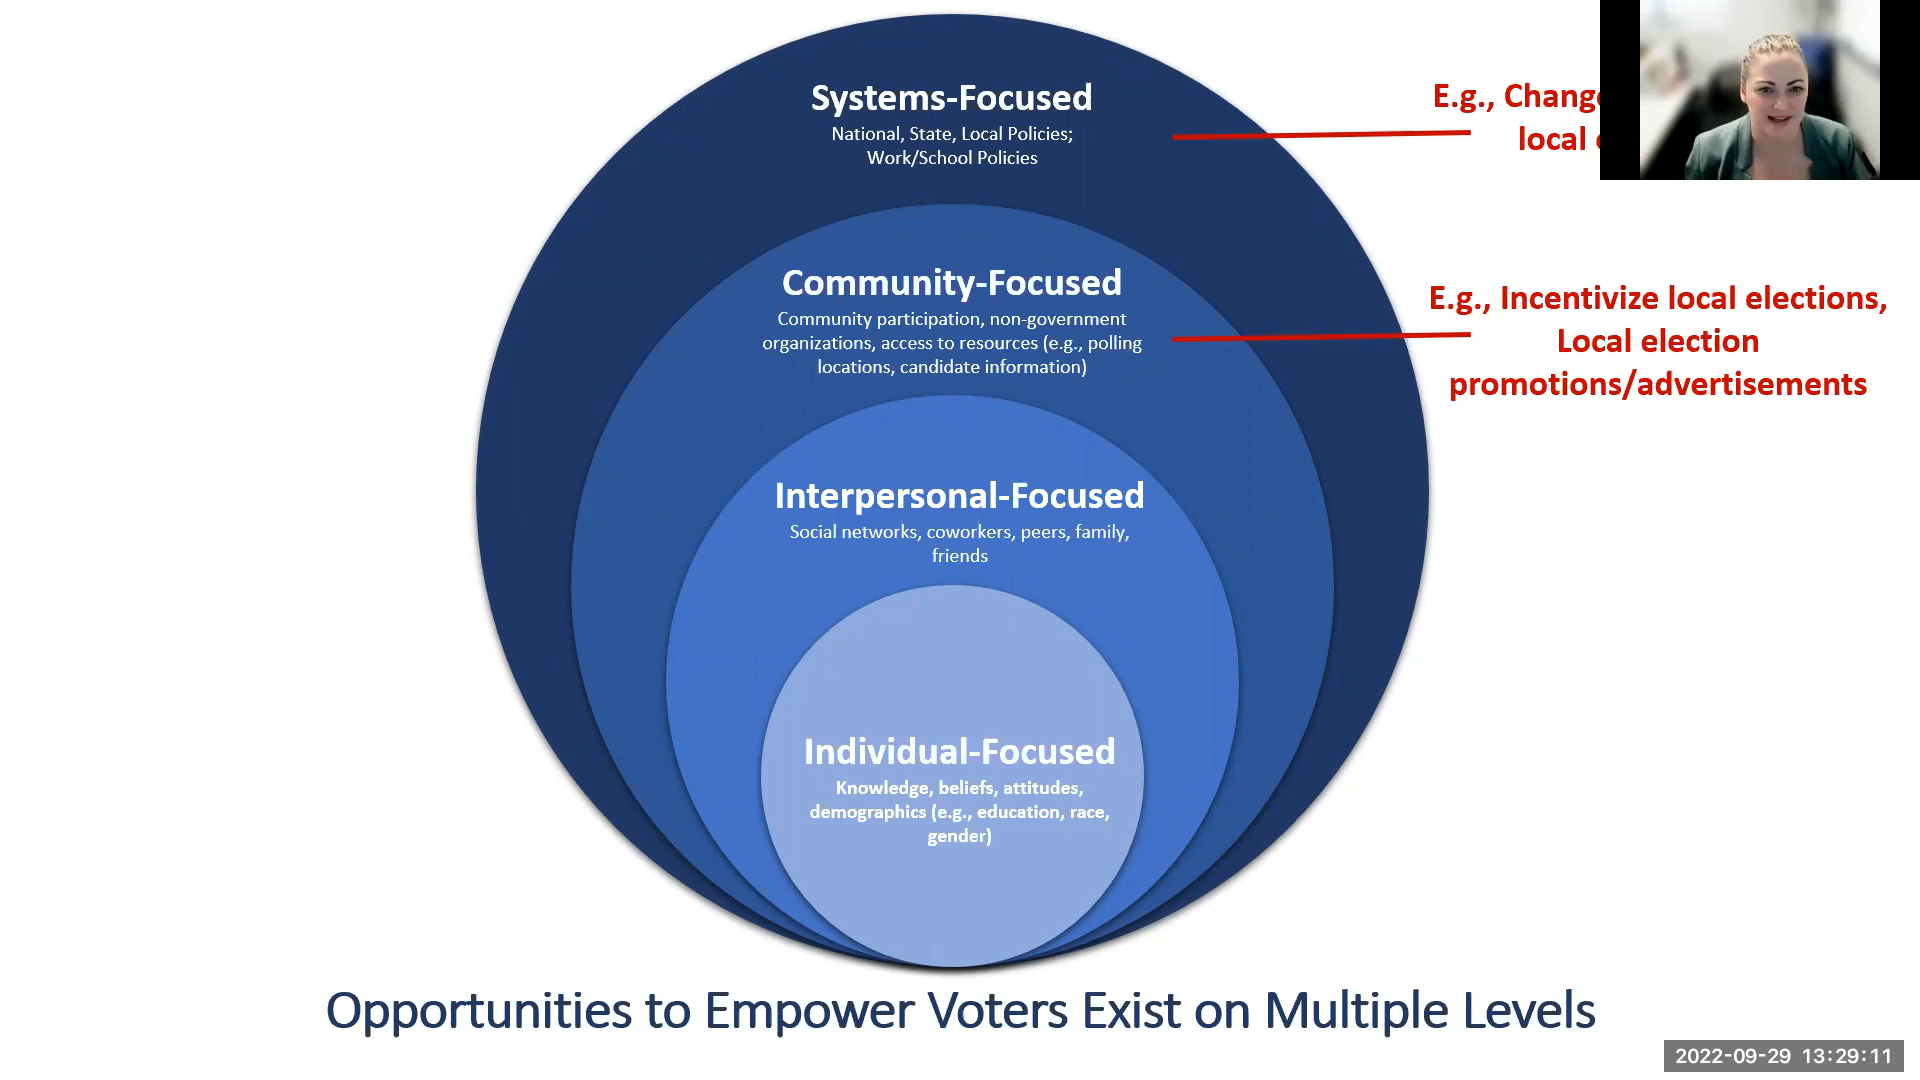 Systems-Focused
National, State, Local Policies;
Work/School Policies
E.g.,
local
Community-Focused
Community participation, non-government
organizations, access to resources (e.g., polling
locations, candidate information)
E.g., Incentivize local elections,
Local election
promotions/advertisements
Interpersonal-Focused
Social networks, coworkers, peers, family,
friends
Individual-Focused
Knowledge, beliefs, attitudes,
demographics (e.g., education, race,
gender)
Opportunities to Empower Voters Exist on Multiple Levels
2022-09-29 13:29:11